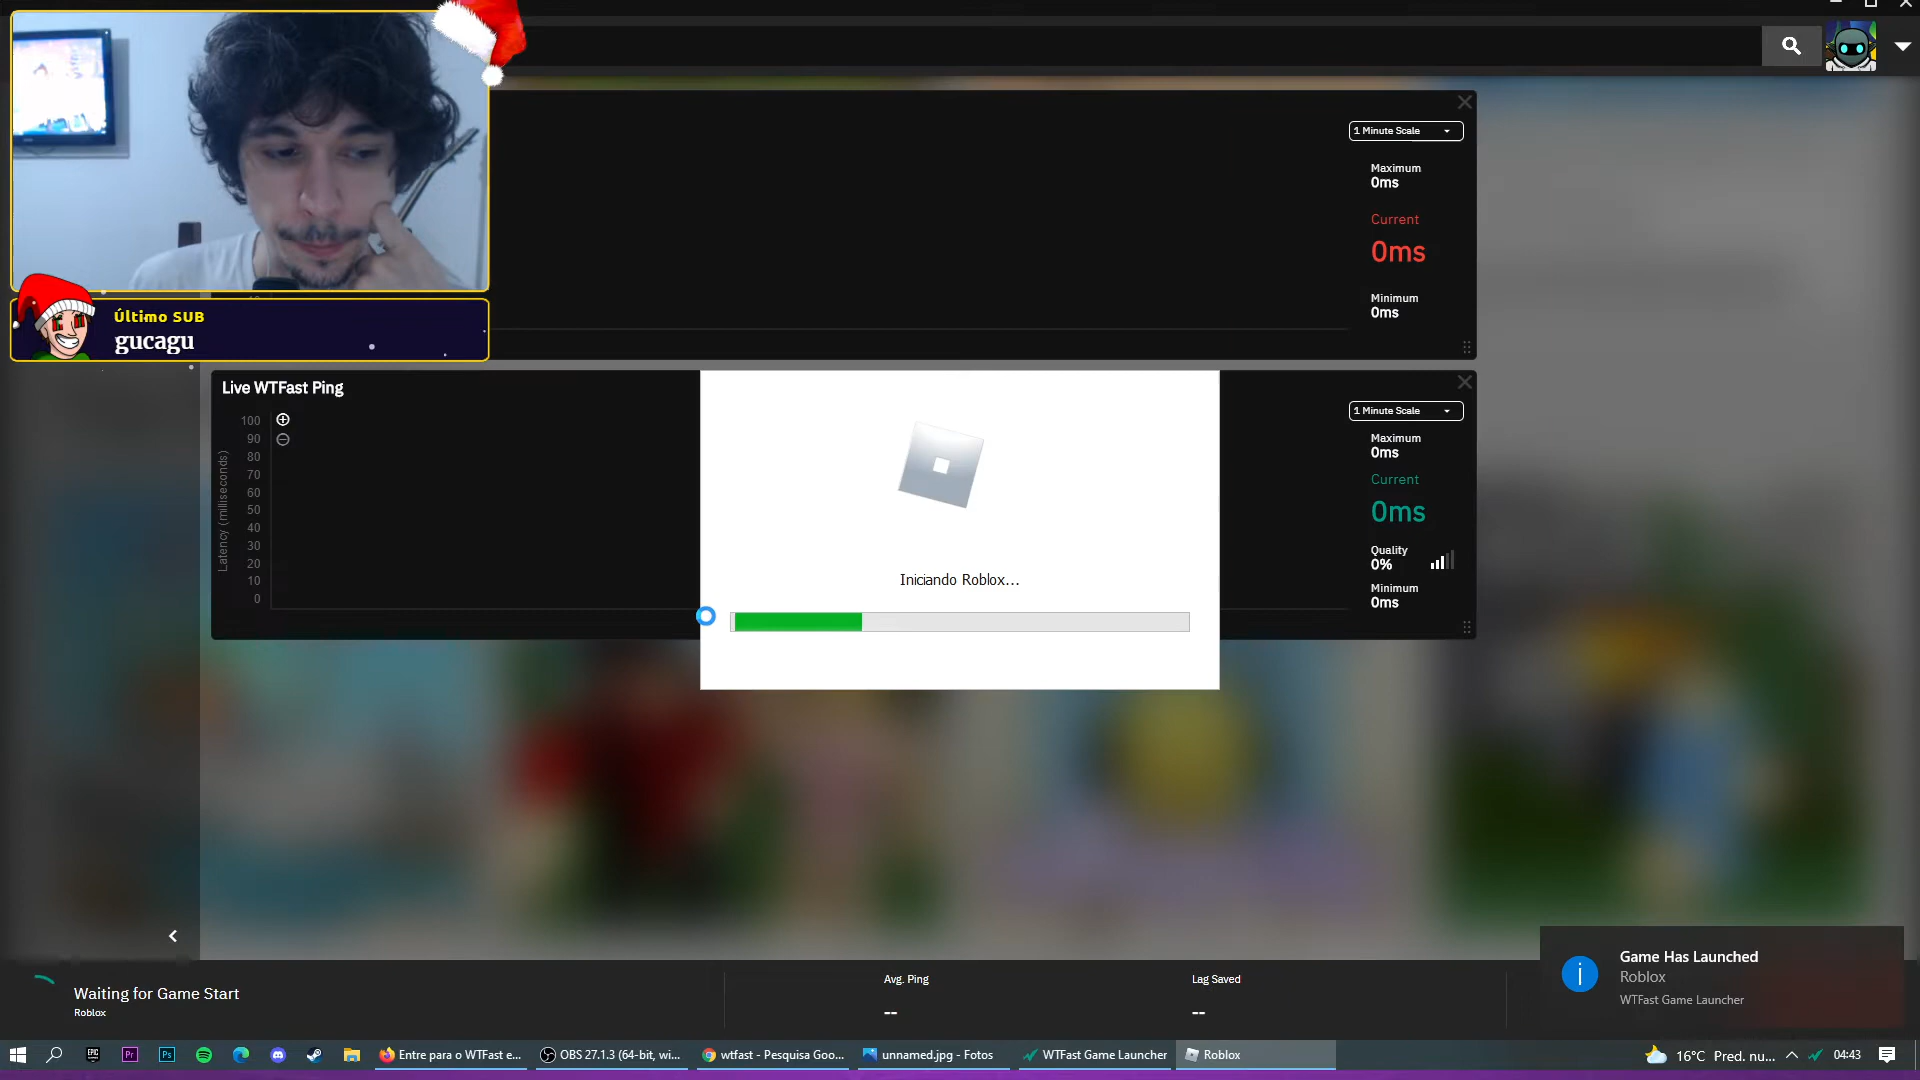 1 Minute Scale
Maximum
0ms
Current
0ms
Minimum
0ms
Último SUB
gucagu
Live WTFast Ping
Latency (milliseconds)
100
90
80
70
60
50
40
30
20
10
0
1 Minute Scale
Maximum
0ms
Current
0ms
Quality
0%
Minimum
0ms
Iniciando Roblox...
Waiting for Game Start
Roblox
Avg. Ping
--
Lag Saved
--
Game Has Launched
Roblox
WTFast Game Launcher
EPIC
Pr
Ps
Entre para o WTFast e...
OBS 27.1.3 (64-bit, wi...
wtfast - Pesquisa Goo...
unnamed.jpg - Fotos
WTFast Game Launcher
Roblox
16°C Pred. nu...
04:43